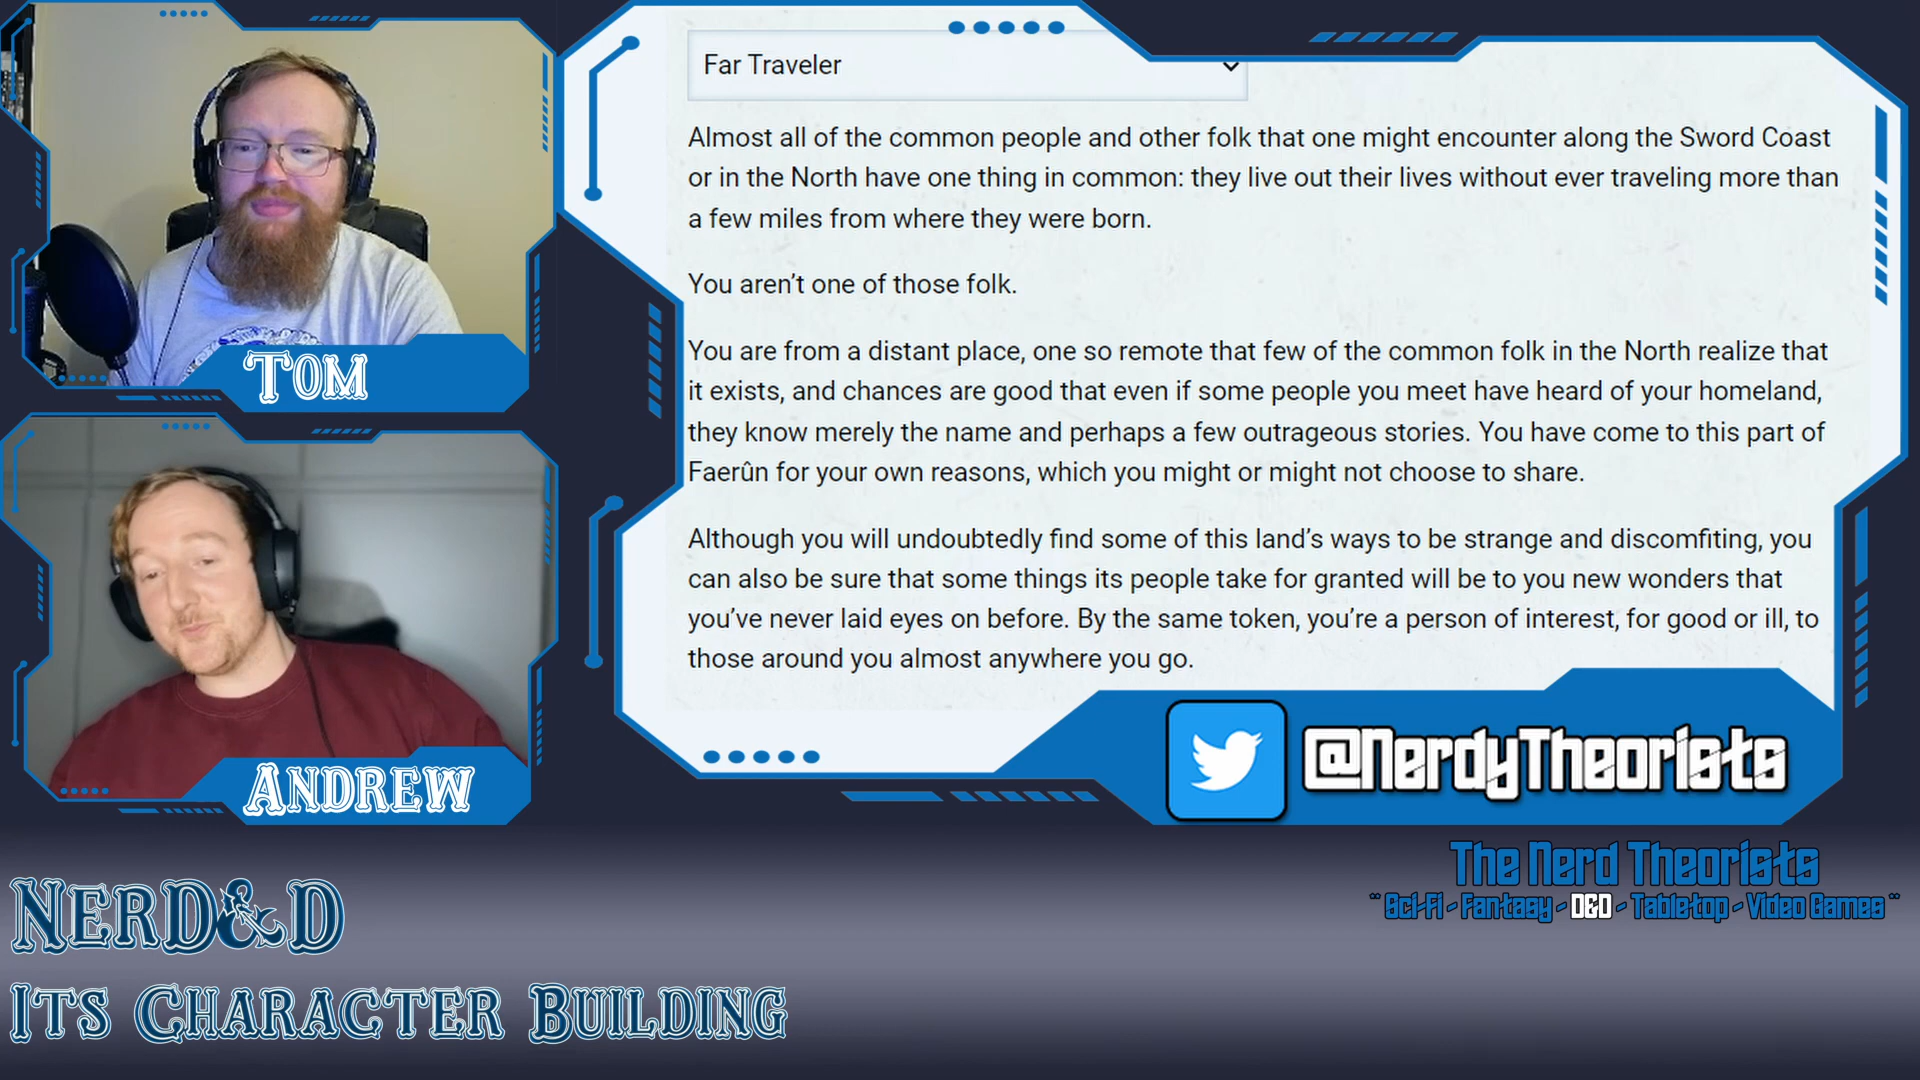 Far Traveler
Almost all of the common people and other folk that one might encounter along the Sword Coast
or in the North have one thing in common: they live out their lives without ever traveling more than
a few miles from where they were born.
You aren’t one of those folk.
You are from a distant place, one so remote that few of the common folk in the North realize that
it exists, and chances are good that even if some people you meet have heard of your homeland,
they know merely the name and perhaps a few outrageous stories. You have come to this part of
Faerûn for your own reasons, which you might or might not choose to share.
Although you will undoubtedly find some of this land’s ways to be strange and discomfiting, you
can also be sure that some things its people take for granted will be to you new wonders that
you’ve never laid eyes on before. By the same token, you’re a person of interest, for good or ill, to
those around you almost anywhere you go.
Tom
Andrew
@NerdyTheorists
The Nerd Theorists
¨ Sci-Fi - Fantasy - D&D - Tabletop - Video Games ¨
NerD&D
Its Character Building